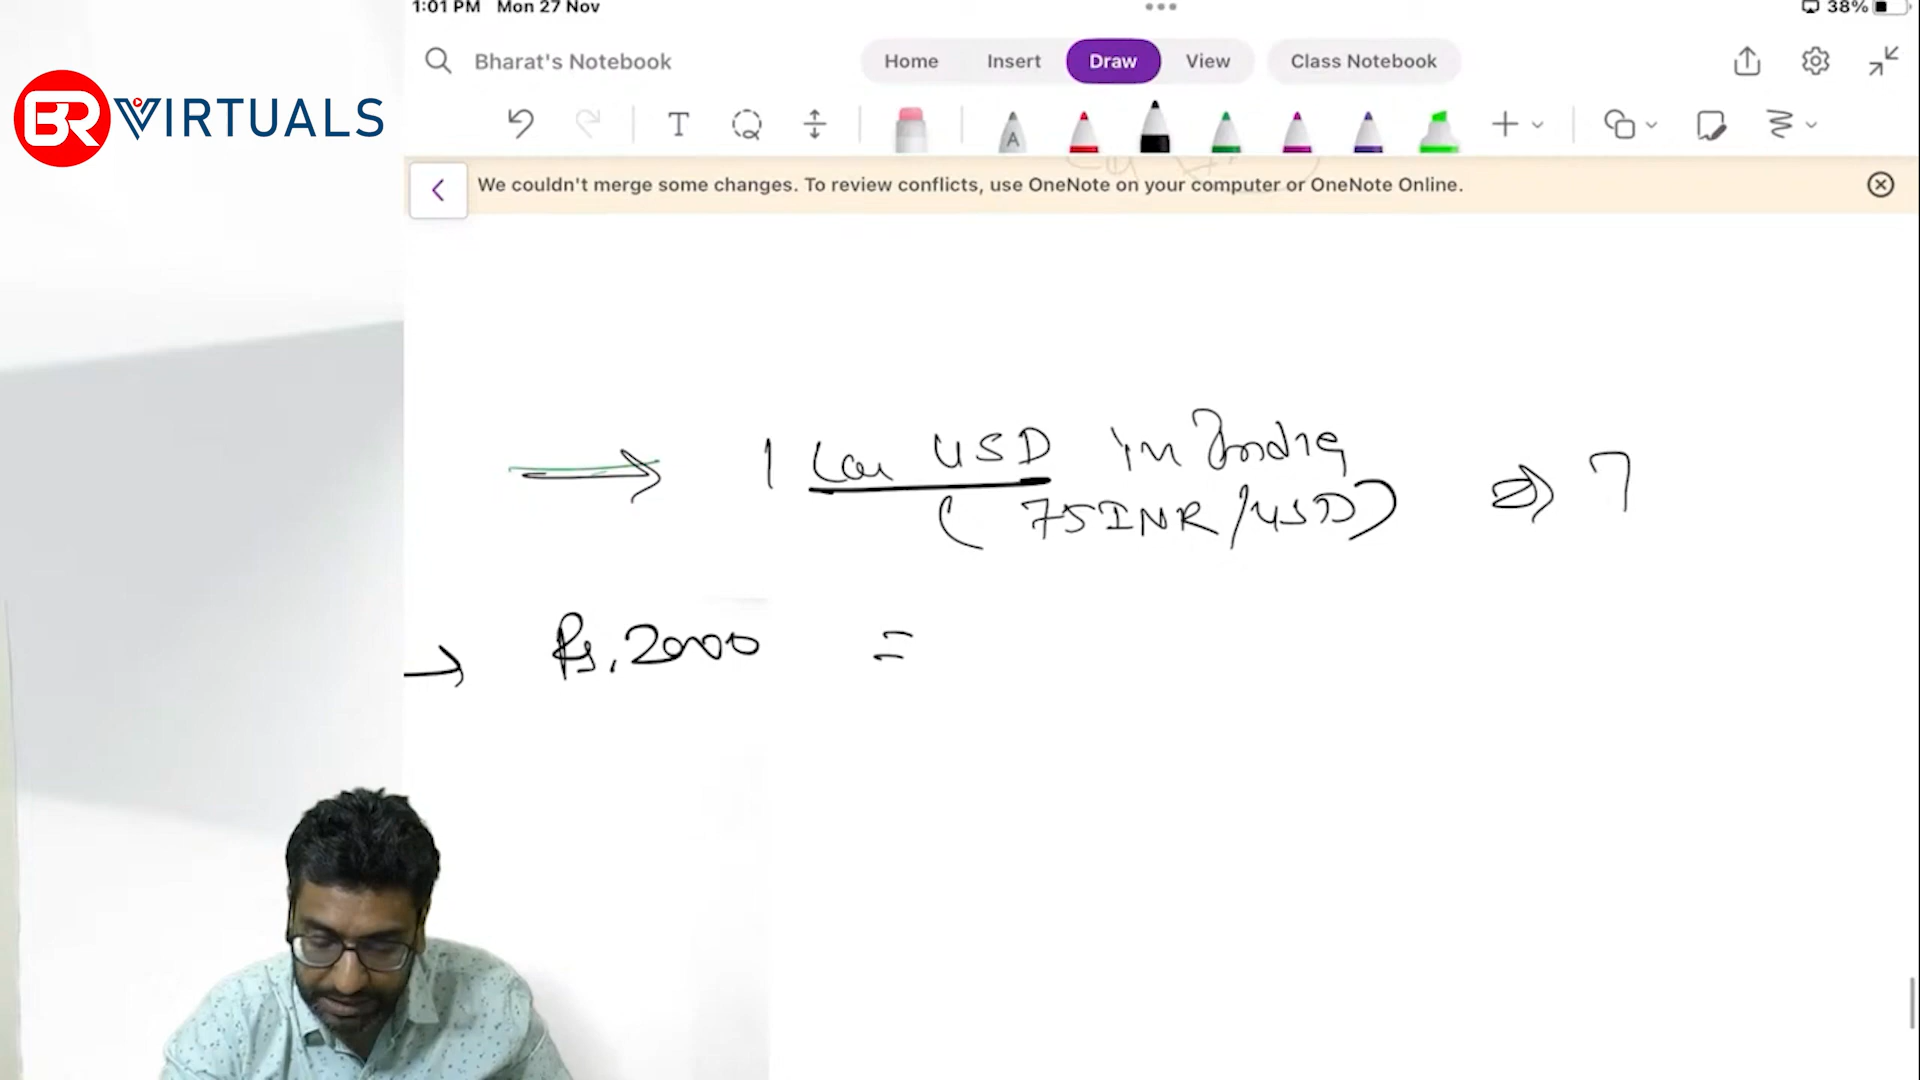 1:01 PM Mon 27 Nov
38%
BR VIRTUALS
Bharat's Notebook
Home Insert Draw View Class Notebook
T
A
We couldn't merge some changes. To review conflicts, use OneNote on your computer or OneNote Online.
1 Lac USD in India
(75INR/USD) ⇒ 7
→ Rs.2000 =